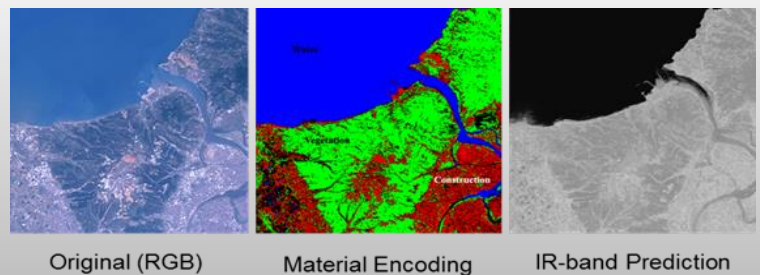 Water
Vegetation
Construction
Original (RGB)
Material Encoding
IR-band Prediction